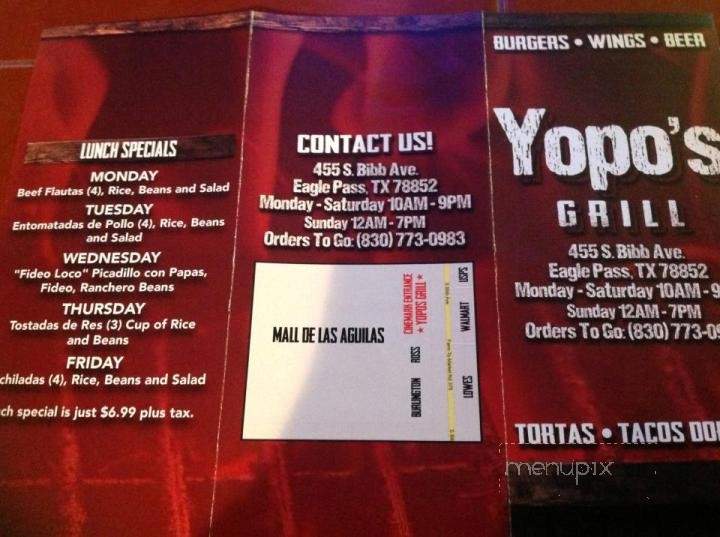 LUNCH SPECIALS
MONDAY
Beef Flautas (4), Rice, Beans and Salad
TUESDAY
Entomatadas de Pollo (4), Rice, Beans
and Salad
WEDNESDAY
"Fideo Loco" Picadillo con Papas,
Fideo, Ranchero Beans
THURSDAY
Tostadas de Res (3) Cup of Rice
and Beans
FRIDAY
chiladas (4), Rice, Beans and Salad
ch special is just $6.99 plus tax.
CONTACT US!
455 S. Bibb Ave.
Eagle Pass, TX 78852
Monday - Saturday 10AM - 9PM
Sunday 12AM - 7PM
Orders To Go: (830) 773-0983
MALL DE LAS AGUILAS
CINEMARK ENTRANCE
★ YOPOS GRILL ★
BURLINGTON ROSS
LOWES WALMART USPS
BURGERS • WINGS • BEER
Yopo's
GRILL
455 S. Bibb Ave.
Eagle Pass, TX 78852
Monday - Saturday 10AM - 9
Sunday 12AM - 7PM
Orders To Go: (830) 773-09
TORTAS • TACOS DO
menupix